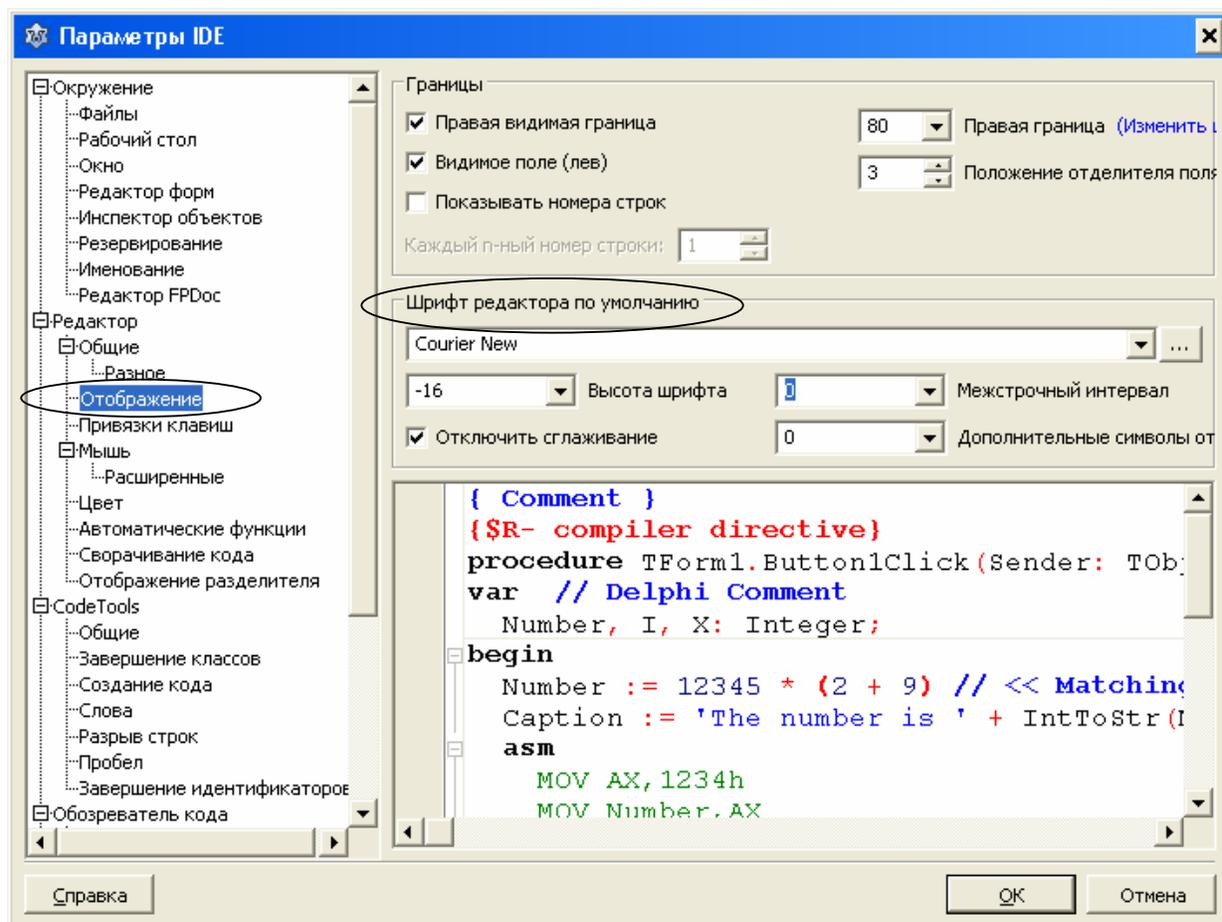 Параметры IDE
Окружение
Файлы
Рабочий стол
Окно
Редактор форм
Инспектор объектов
Резервирование
Именование
Редактор FPDoc
Редактор
Общие
Разное
Отображение
Привязки клавиш
Мышь
Расширенные
Цвет
Автоматические функции
Сворачивание кода
Отображение разделителя
CodeTools
Общие
Завершение классов
Создание кода
Слова
Разрыв строк
Пробел
Завершение идентификаторов
Обозреватель кода
Границы
Правая видимая граница
80 Правая граница (Изменить
Видимое поле (лев)
3 Положение отделителя поля
Показывать номера строк
Каждый n-ный номер строки: 1
Шрифт редактора по умолчанию
Courier New ...
-16 Высота шрифта 0 Межстрочный интервал
Отключить сглаживание 0 Дополнительные символы от
{ Comment }
{$R- compiler directive}
procedure TForm1.Button1Click(Sender: TObj
var // Delphi Comment
Number, I, X: Integer;
begin
Number := 12345 * (2 + 9) // << Matching
Caption := 'The number is ' + IntToStr(
asm
MOV AX,1234h
MOV Number,AX
Справка
OK Отмена